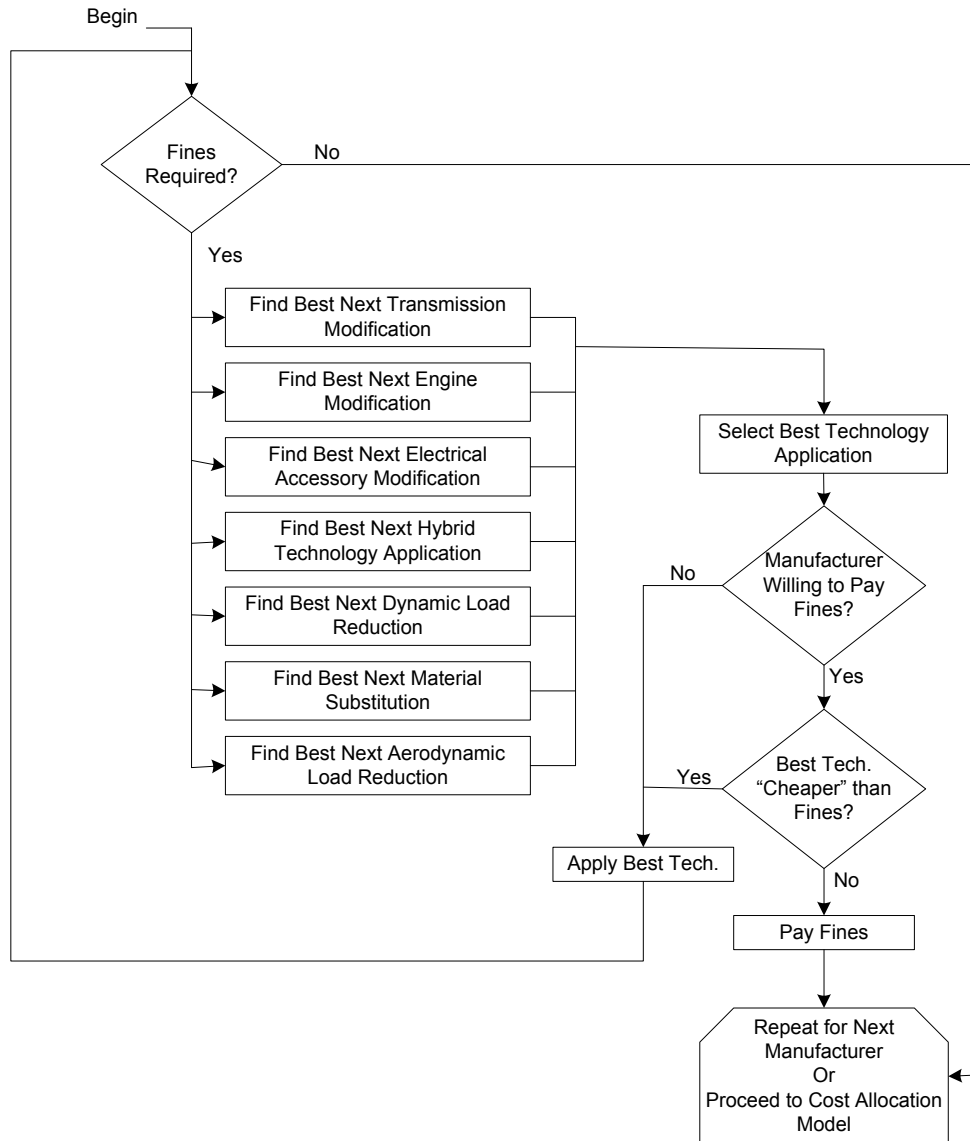 Begin
Fines
Required?
No
Yes
Find Best Next Transmission
Modification
Find Best Next Engine
Modification
Find Best Next Electrical
Accessory Modification
Find Best Next Hybrid
Technology Application
Find Best Next Dynamic Load
Reduction
Find Best Next Material
Substitution
Find Best Next Aerodynamic
Load Reduction
Select Best Technology
Application
Manufacturer
Willing to Pay
Fines?
No
Yes
Best Tech.
“Cheaper” than
Fines?
Yes
No
Apply Best Tech.
Pay Fines
Repeat for Next
Manufacturer
Or
Proceed to Cost Allocation
Model